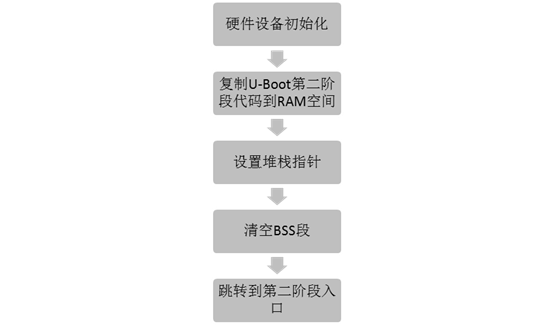 硬件设备初始化
复制U-Boot第二阶
段代码到RAM空间
设置堆栈指针
清空BSS段
跳转到第二阶段入
口